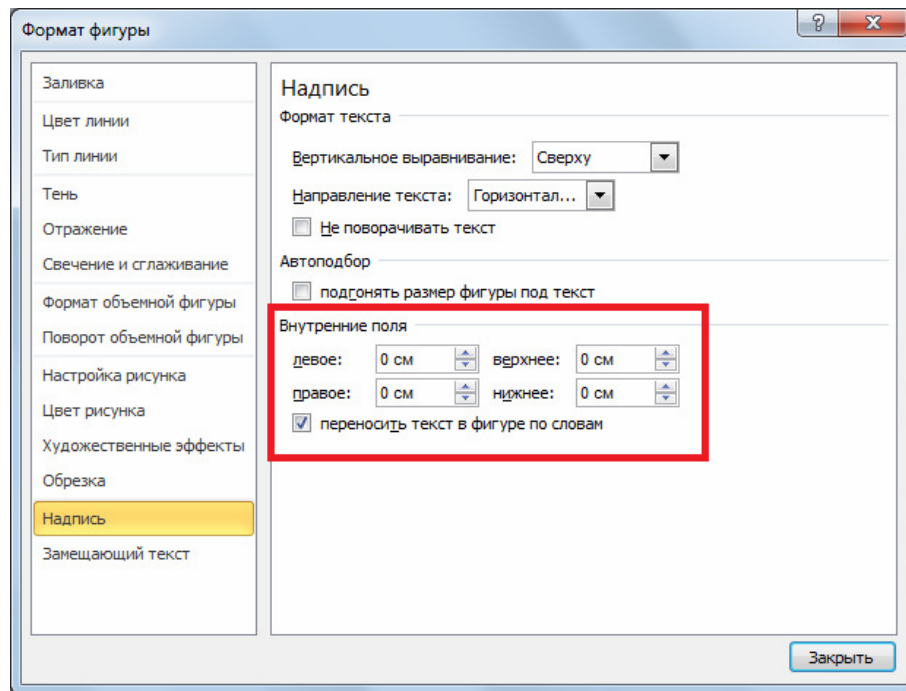 Формат фигуры
Заливка
Цвет линии
Тип линии
Тень
Отражение
Свечение и сглаживание
Формат объемной фигуры
Поворот объемной фигуры
Настройка рисунка
Цвет рисунка
Художественные эффекты
Обрезка
Надпись
Замещающий текст
Надпись
Формат текста
Вертикальное выравнивание: Сверху
Направление текста: Горизонтал...
Не поворачивать текст
Автоподбор
подгонять размер фигуры под текст
Внутренние поля
левое: 0 см верхнее: 0 см
правое: 0 см нижнее: 0 см
переносить текст в фигуре по словам
Закрыть